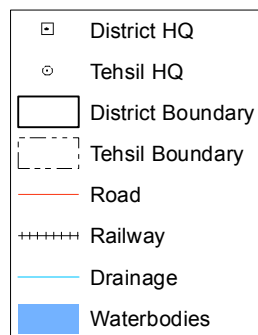 District HQ
Tehsil HQ
District Boundary
Tehsil Boundary
Road
Railway
Drainage
Waterbodies